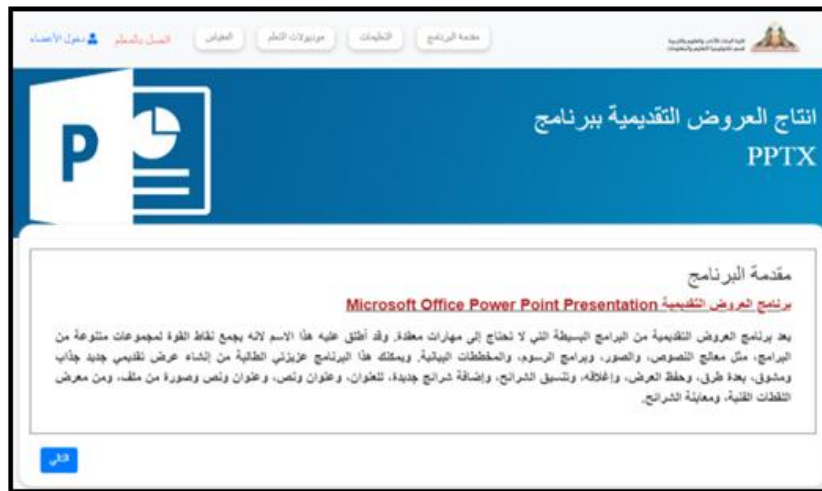 مقدمة البرنامج
التعليمات
موديولات التعلم
المقياس
اتصل بالمعلم
دخول الأعضاء
انتاج العروض التقديمية ببرنامج
PPTX
P
مقدمة البرنامج
برنامج العروض التقديمية Microsoft Office Power Point Presentation
يعد برنامج العروض التقديمية من البرامج البسيطة التي لا تحتاج إلى مهارات معقدة. وقد أطلق عليه هذا الاسم لانه يجمع نقاط القوة لمجموعات متنوعة من
البرامج، مثل معالج النصوص، والصور، وبرامج الرسوم، والمخططات البيانية. ويمكنك هذا البرنامج عزيزتي الطالبة من إنشاء عرض تقديمي جديد جذاب
ومشوق، بعدة طرق، وحفظ العرض، وإغلاقه، وتنسيق الشرائح، وإضافة شرائح جديدة، للعنوان، وعنوان ونص، وعنوان ونص وصورة من ملف، ومن معرض
اللقطات الفنية، ومعاينة الشرائح.
التالي